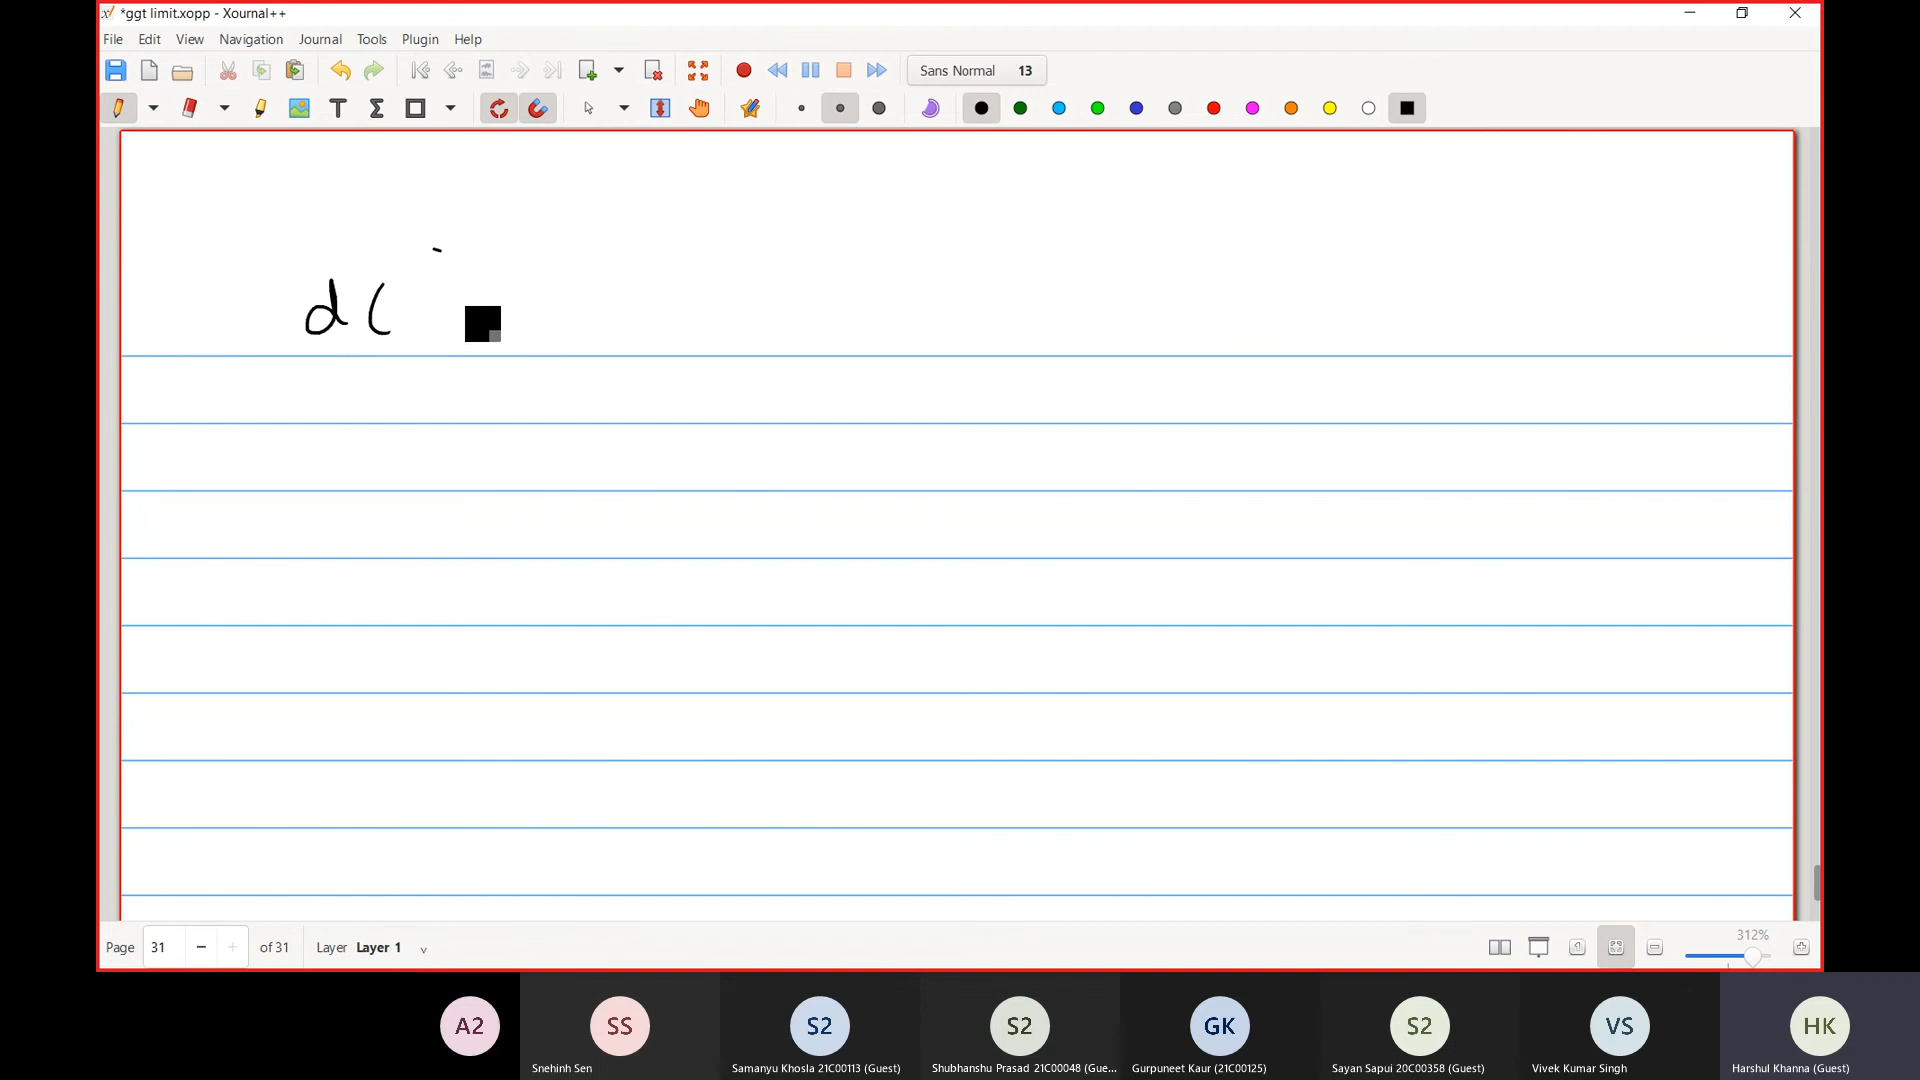 *ggt limit.xopp - Xournal++
File Edit View Navigation Journal Tools Plugin Help
Sans Normal 13
d(
Page 31 of 31 Layer Layer 1
312%
A2 SS S2 S2 GK S2 VS HK
Snehinh Sen Samanyu Khosla 21C00113 (Guest) Shubhanshu Prasad 21C00048 (Gue... Gurpuneet Kaur (21C00125) Sayan Sapui 20C00358 (Guest) Vivek Kumar Singh Harshul Khanna (Guest)